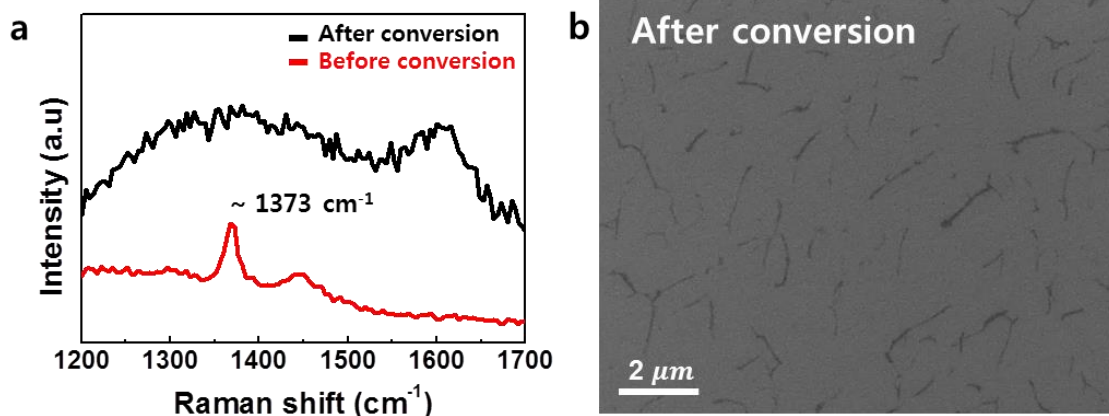 a
After conversion
Before conversion
Intensity (a.u)
~ 1373 cm⁻¹
1200 1300 1400 1500 1600 1700
Raman shift (cm⁻¹)
b
After conversion
2 μm